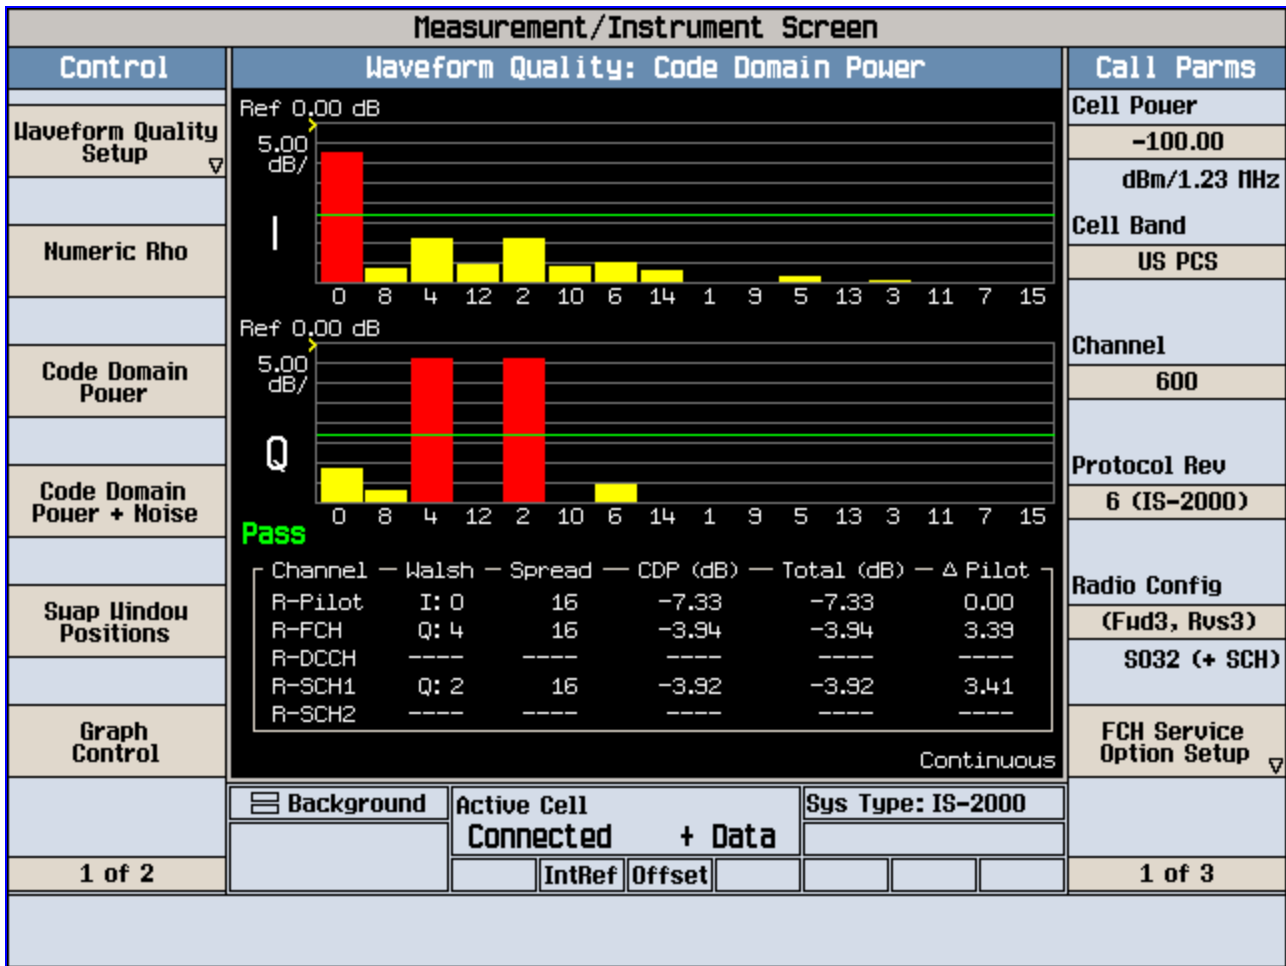 Measurement/Instrument Screen
Control
Waveform Quality: Code Domain Power
Call Parms
Waveform Quality
Setup
Numeric Rho
Code Domain
Power
Code Domain
Power + Noise
Swap Window
Positions
Graph
Control
1 of 2
Ref 0.00 dB
5.00
dB/
I
0 8 4 12 2 10 6 14 1 9 5 13 3 11 7 15
Ref 0.00 dB
5.00
dB/
Q
0 8 4 12 2 10 6 14 1 9 5 13 3 11 7 15
Pass
Channel — Walsh — Spread — CDP (dB) — Total (dB) — Δ Pilot
R-Pilot I: 0 16 -7.33 -7.33 0.00
R-FCH Q: 4 16 -3.94 -3.94 3.39
R-DCCH ---- ---- ---- ---- ----
R-SCH1 Q: 2 16 -3.92 -3.92 3.41
R-SCH2 ---- ---- ---- ---- ----
Continuous
Background
Active Cell
Sys Type: IS-2000
Connected + Data
IntRef Offset
Cell Power
-100.00
dBm/1.23 MHz
Cell Band
US PCS
Channel
600
Protocol Rev
6 (IS-2000)
Radio Config
(Fwd3, Rvs3)
SO32 (+ SCH)
FCH Service
Option Setup
1 of 3